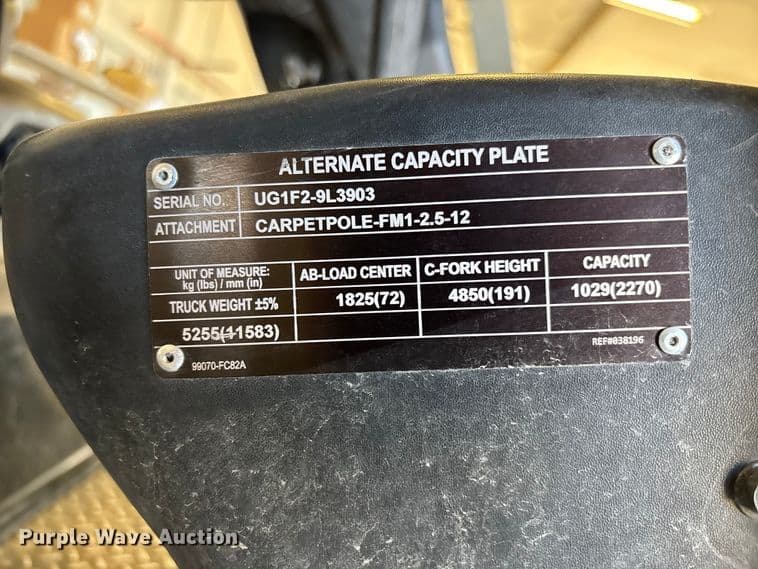 ALTERNATE CAPACITY PLATE
SERIAL NO. UG1F2-9L3903
ATTACHMENT CARPETPOLE-FM1-2.5-12
UNIT OF MEASURE: AB-LOAD CENTER C-FORK HEIGHT CAPACITY
kg (lbs) / mm (in)
TRUCK WEIGHT ±5% 1825(72) 4850(191) 1029(2270)
5255(11583)
REF#038196
99070-FC82A
Purple Wave Auction